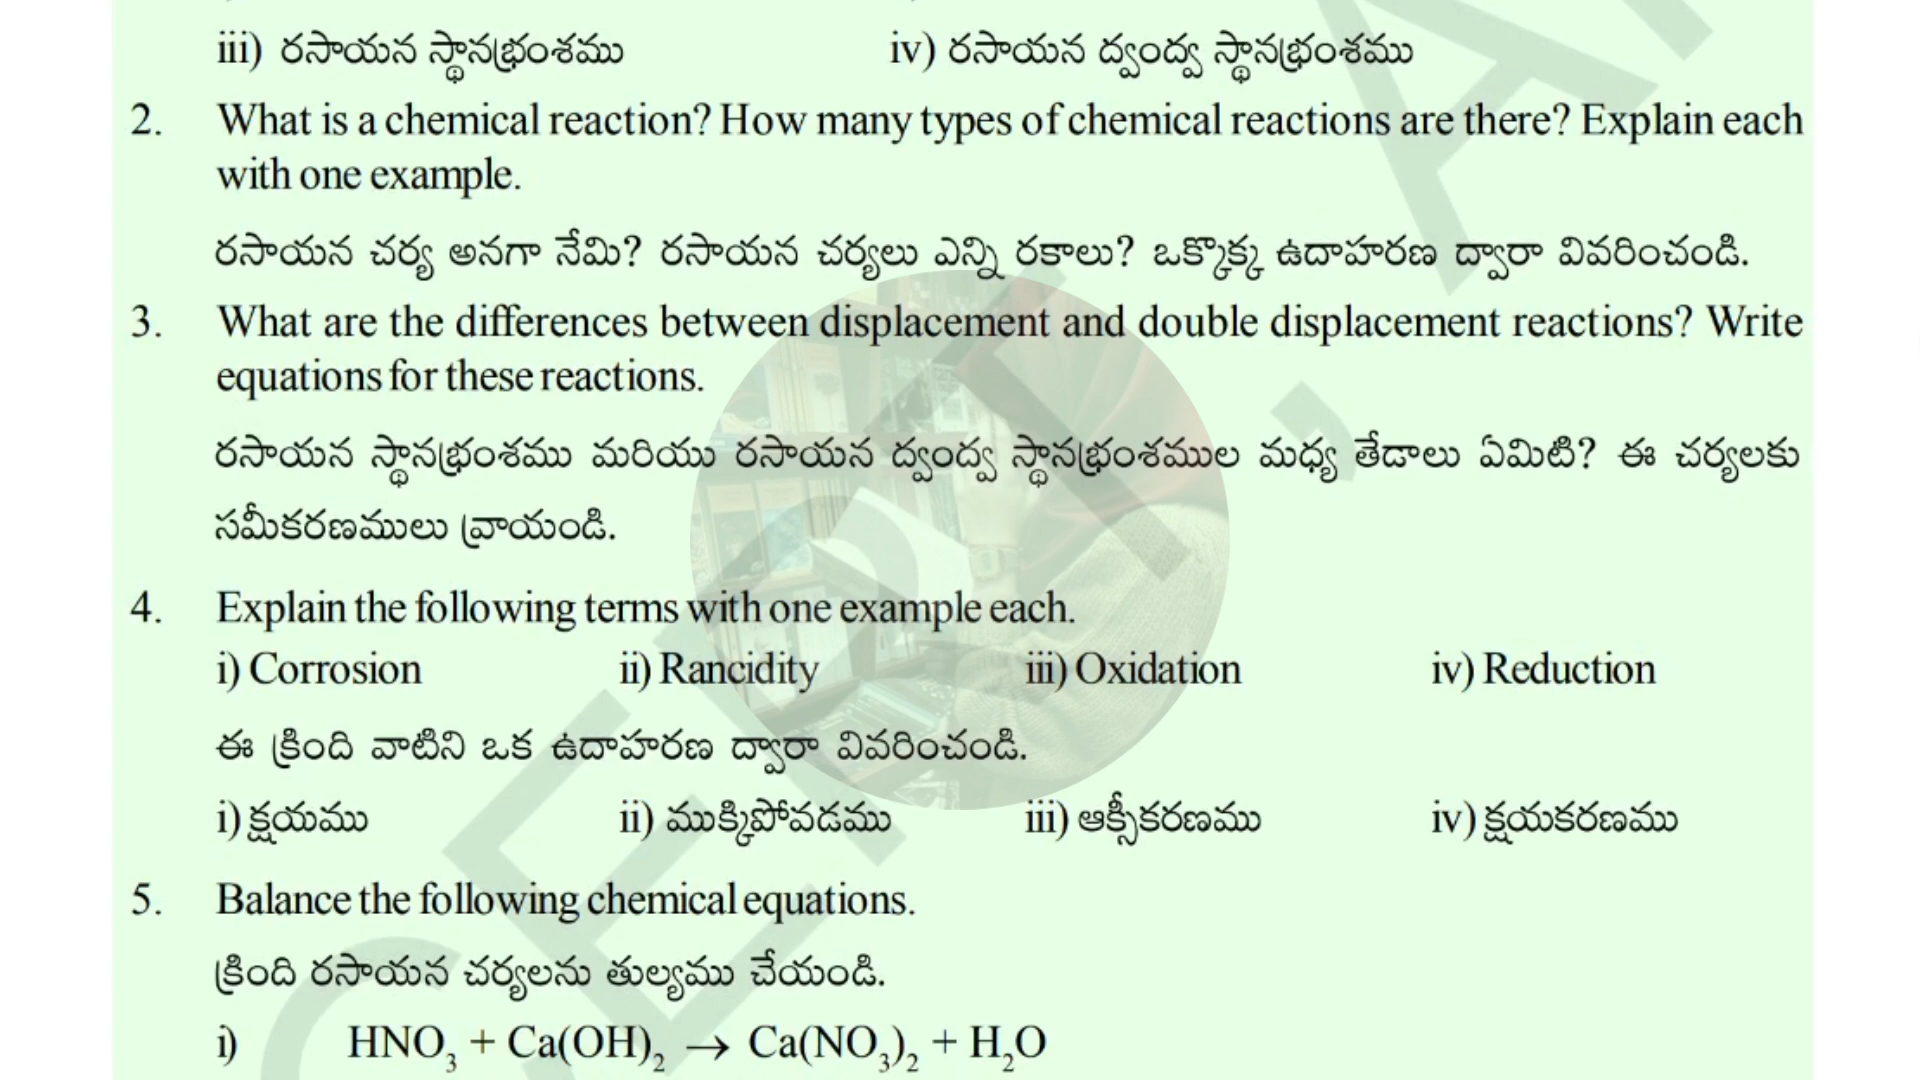 iii) రసాయన స్థానభ్రంశము iv) రసాయన ద్వంద్వ స్థానభ్రంశము
2. What is a chemical reaction? How many types of chemical reactions are there? Explain each
with one example.
రసాయన చర్య అనగా నేమి? రసాయన చర్యలు ఎన్ని రకాలు? ఒక్కొక్క ఉదాహరణ ద్వారా వివరించండి.
3. What are the differences between displacement and double displacement reactions? Write
equations for these reactions.
రసాయన స్థానభ్రంశము మరియు రసాయన ద్వంద్వ స్థానభ్రంశముల మధ్య తేడాలు ఏమిటి? ఈ చర్యలకు
సమీకరణములు వ్రాయండి.
4. Explain the following terms with one example each.
i) Corrosion ii) Rancidity iii) Oxidation iv) Reduction
ఈ క్రింది వాటిని ఒక ఉదాహరణ ద్వారా వివరించండి.
i) క్షయము ii) ముక్కిపోవడము iii) ఆక్సీకరణము iv) క్షయకరణము
5. Balance the following chemical equations.
క్రింది రసాయన చర్యలను తుల్యము చేయండి.
i) HNO₃ + Ca(OH)₂ → Ca(NO₃)₂ + H₂O